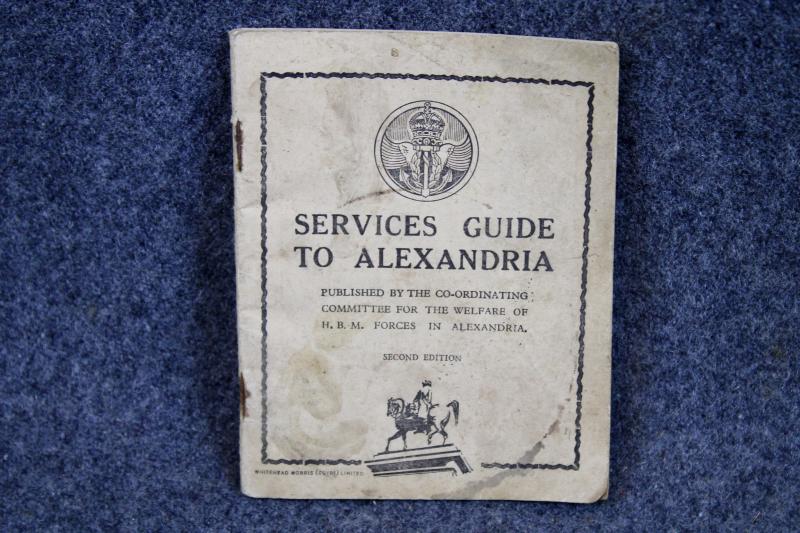 SERVICES GUIDE
TO ALEXANDRIA
PUBLISHED BY THE CO-ORDINATING
COMMITTEE FOR THE WELFARE OF
H. B. M. FORCES IN ALEXANDRIA.
SECOND EDITION
WHITEHEAD MORRIS (EGYPT) LIMITED